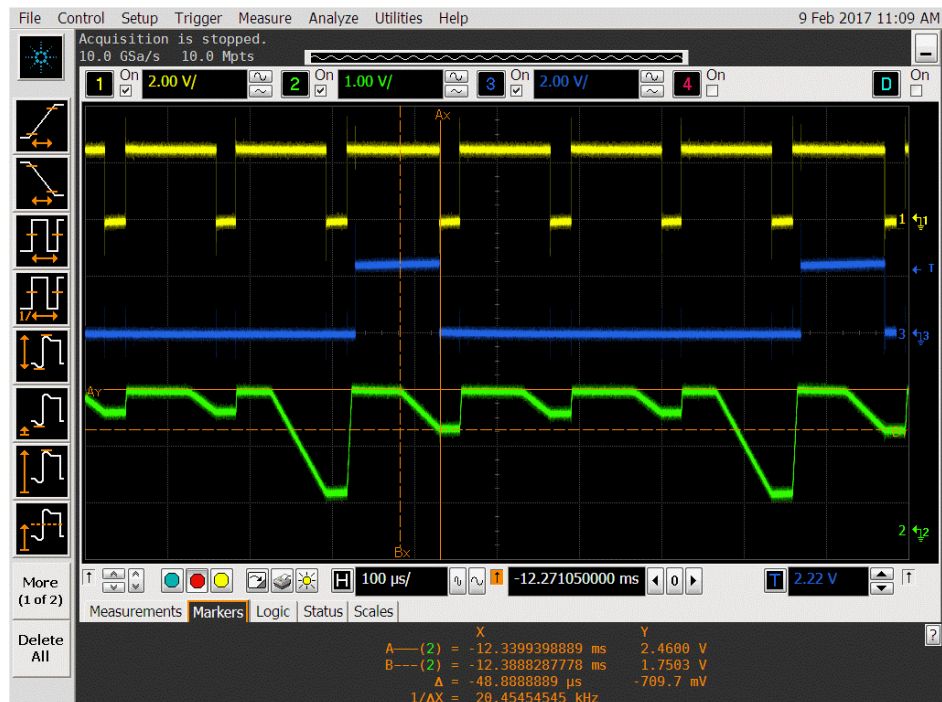 File Control Setup Trigger Measure Analyze Utilities Help 9 Feb 2017 11:09 AM
Acquisition is stopped.
10.0 GSa/s 10.0 Mpts
1 On 2.00 V/ 2 On 1.00 V/ 3 On 2.00 V/ 4 On D On
Ax
1 1
T
3 3
Ay
2 2
Bx
1/
More
(1 of 2)
Delete
All
H 100 µs/ -12.271050000 ms 0 T 2.22 V
Measurements Markers Logic Status Scales
?
X Y
A——(2) = -12.3399398889 ms 2.4600 V
B---(2) = -12.3888287778 ms 1.7503 V
Δ = -48.8888889 µs -709.7 mV
1/ΔX = 20.45454545 kHz